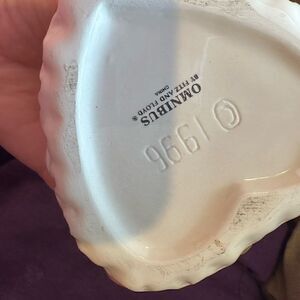 OMNIBUS
BY FITZ AND FLOYD ®
CHINA
© 1996